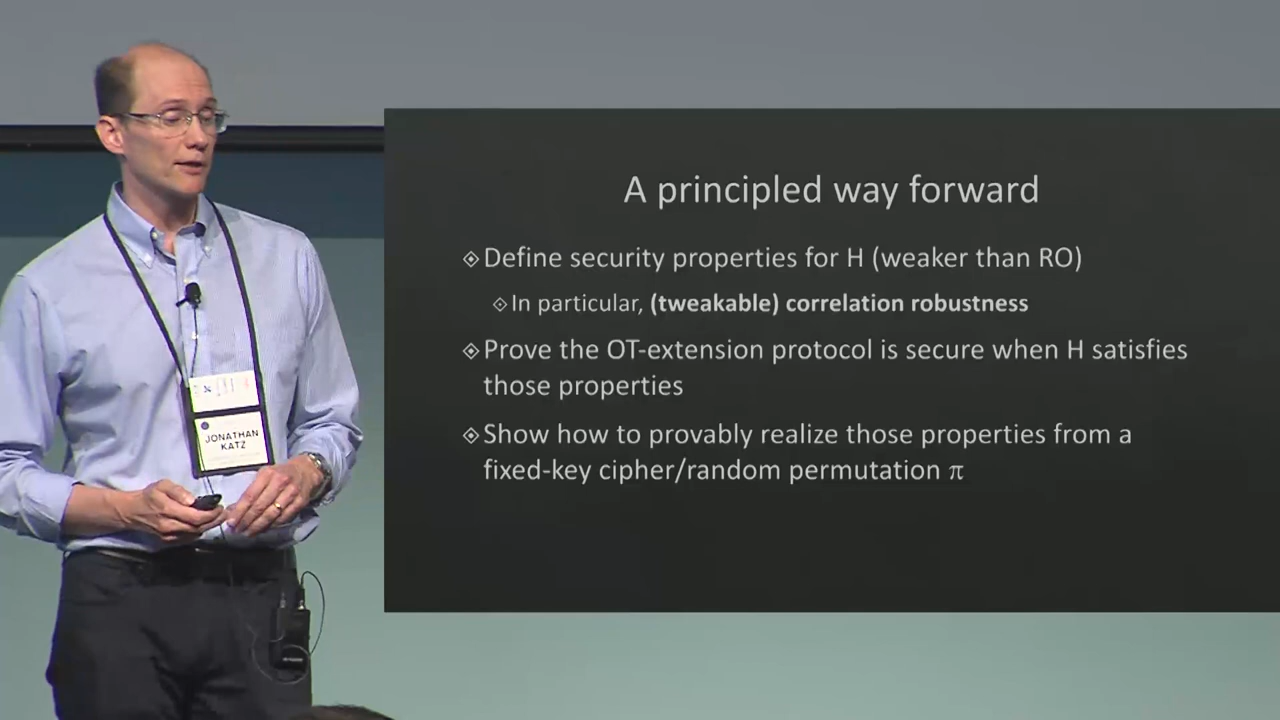 A principled way forward
Define security properties for H (weaker than RO)
In particular, (tweakable) correlation robustness
Prove the OT-extension protocol is secure when H satisfies
those properties
Show how to provably realize those properties from a
fixed-key cipher/random permutation π
JONATHAN
KATZ